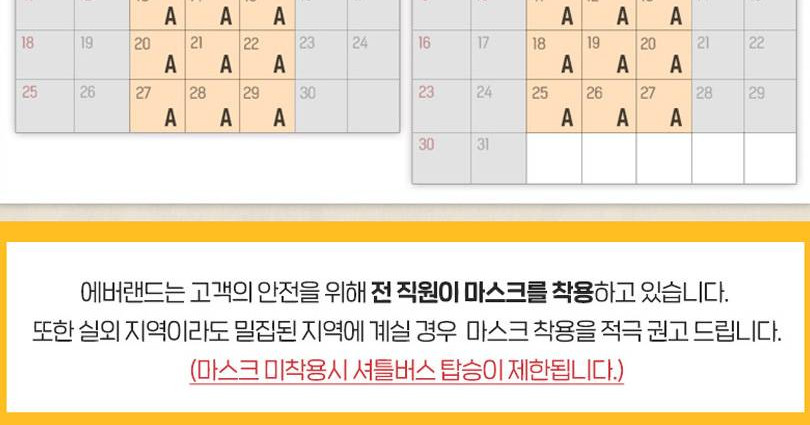 A A A A A A
18 19 20 21 22 23 24 16 17 18 19 20 21 22
A A A A A A
25 26 27 28 29 30 23 24 25 26 27 28 29
A A A A A A
30 31
에버랜드는 고객의 안전을 위해 전 직원이 마스크를 착용하고 있습니다.
또한 실외 지역이라도 밀집된 지역에 계실 경우 마스크 착용을 적극 권고 드립니다.
(마스크 미착용시 셔틀버스 탑승이 제한됩니다.)